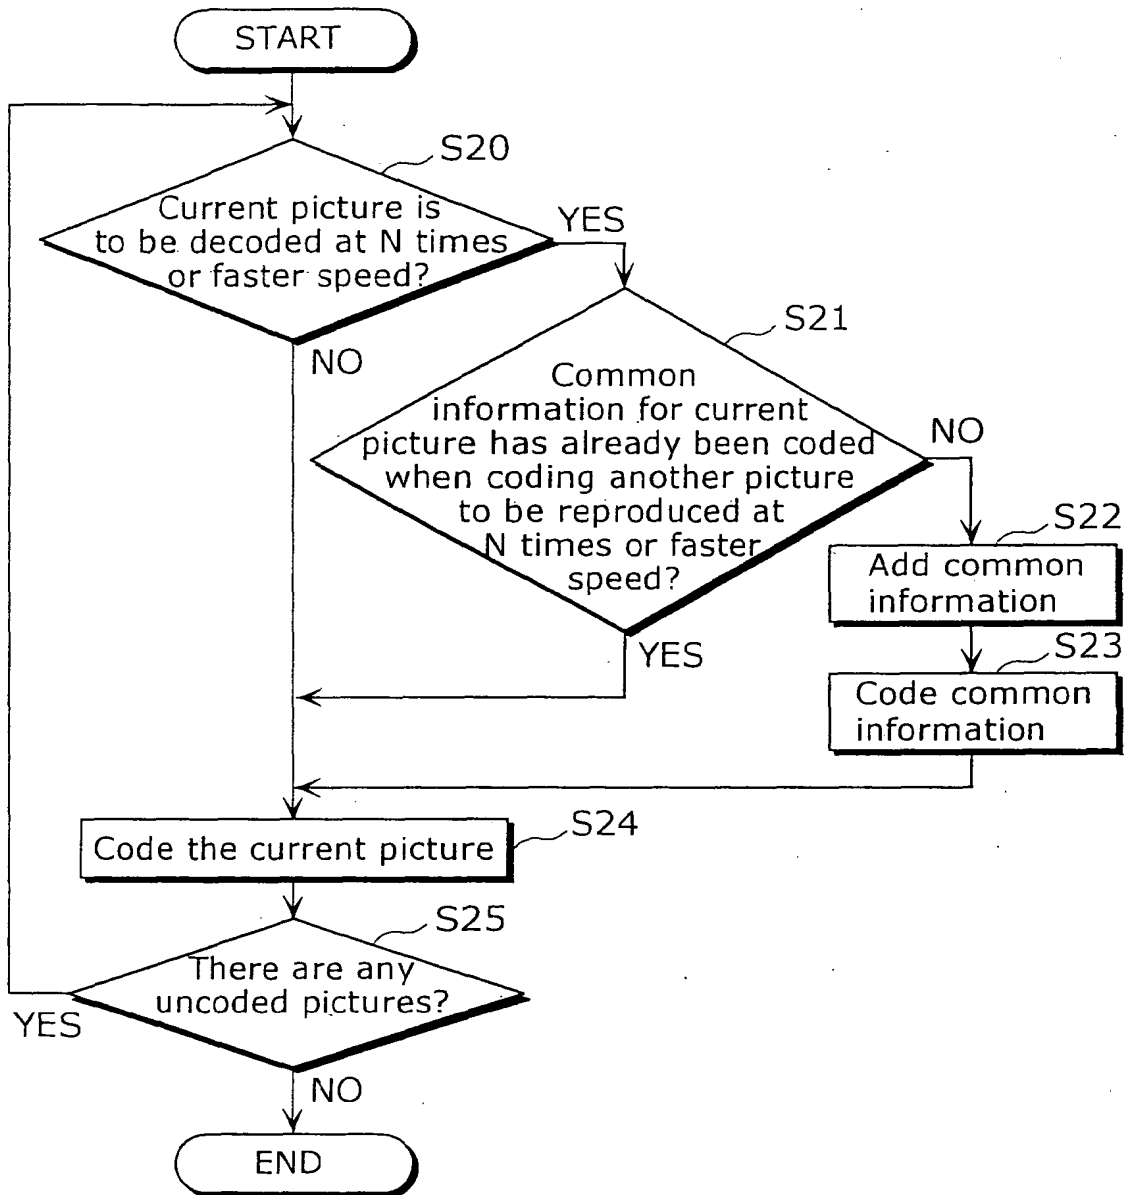 START
S20
Current picture is
to be decoded at N times
or faster speed?
YES
NO
S21
Common
information for current
picture has already been coded
when coding another picture
to be reproduced at
N times or faster
speed?
NO
YES
S22
Add common
information
S23
Code common
information
S24
Code the current picture
S25
There are any
uncoded pictures?
YES
NO
END